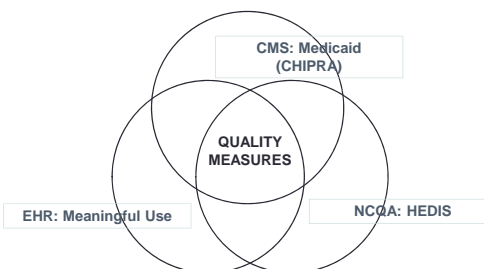 CMS: Medicaid
(CHIPRA)
QUALITY
MEASURES
EHR: Meaningful Use
NCQA: HEDIS